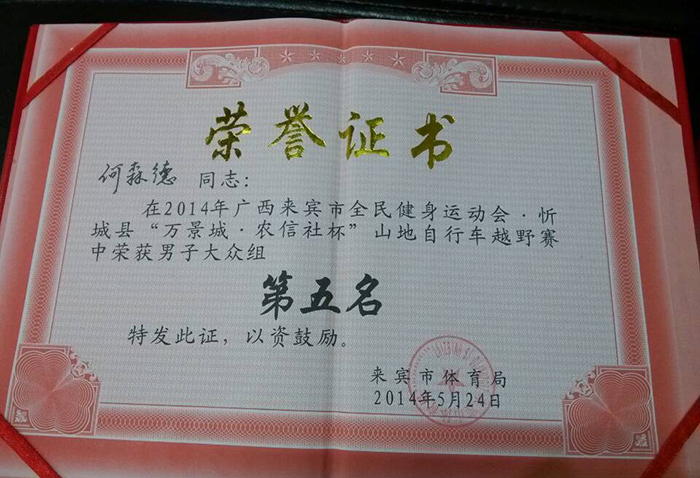 荣誉证书
何森德 同志：
在2014年广西来宾市全民健身运动会·忻
城县“万景城·农信社杯”山地自行车越野赛
中荣获男子大众组
第五名
特发此证，以资鼓励。
来宾市体育局
2014年5月24日